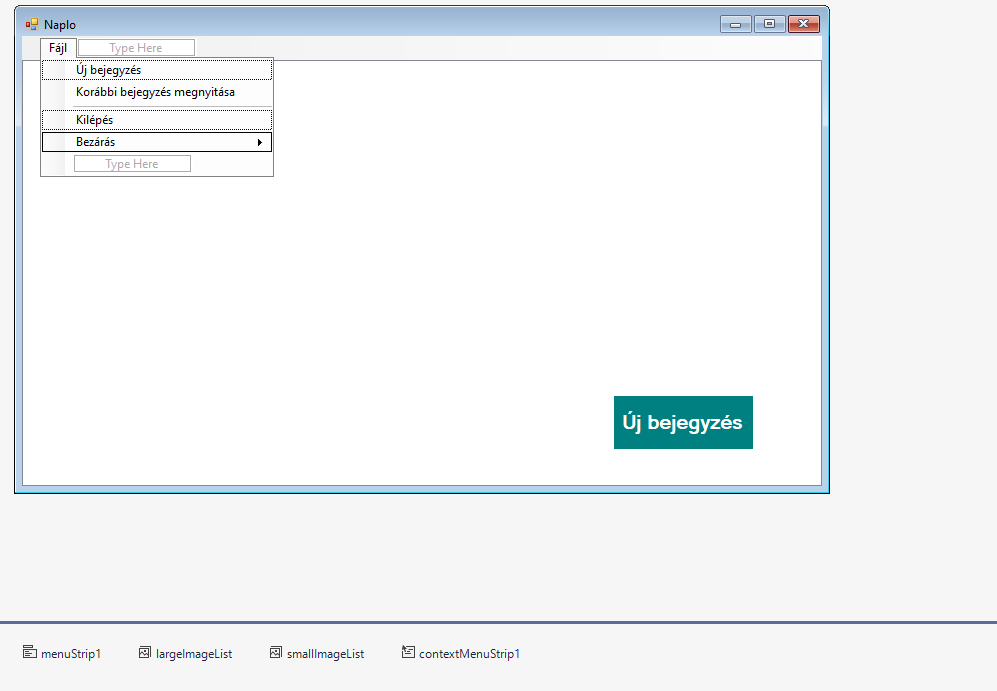 Naplo
Fájl Type Here
Új bejegyzés
Korábbi bejegyzés megnyitása
Kilépés
Bezárás
Type Here
Új bejegyzés
menuStrip1 largeImageList smallImageList contextMenuStrip1